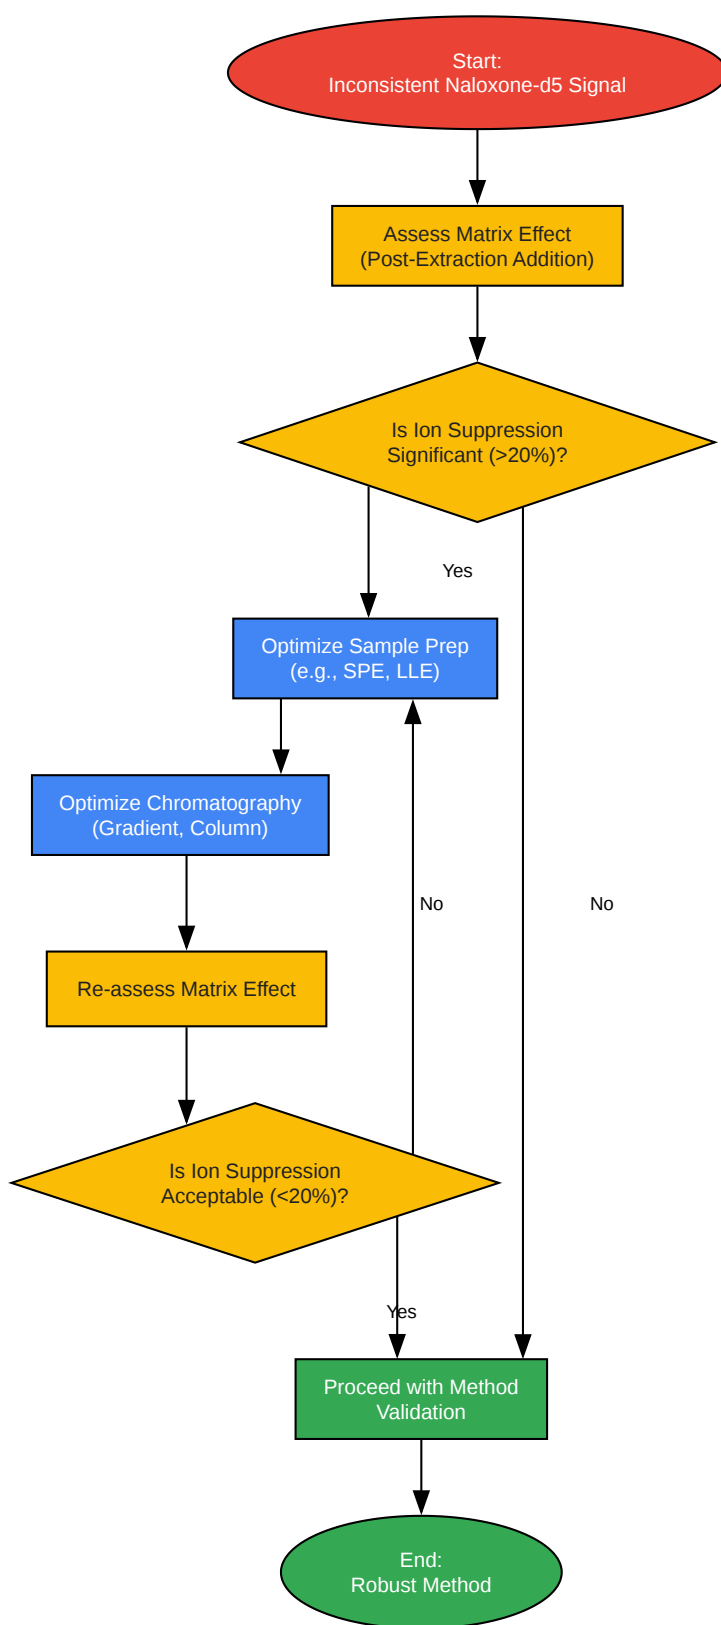 Start:
Inconsistent Naloxone-d5 Signal
Assess Matrix Effect
(Post-Extraction Addition)
Is Ion Suppression
Significant (>20%)?
Yes
Optimize Sample Prep
(e.g., SPE, LLE)
Optimize Chromatography
(Gradient, Column)
No
No
Re-assess Matrix Effect
Is Ion Suppression
Acceptable (<20%)?
Yes
Proceed with Method
Validation
End:
Robust Method